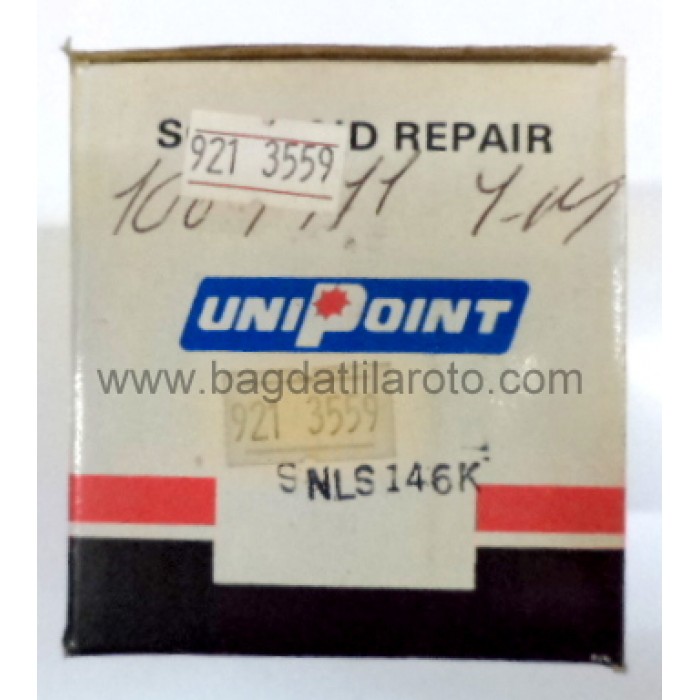 REPAIR
921 3559
UNIPOINT
www.bagdatlilaroto.com
921 3559
SNLS146K